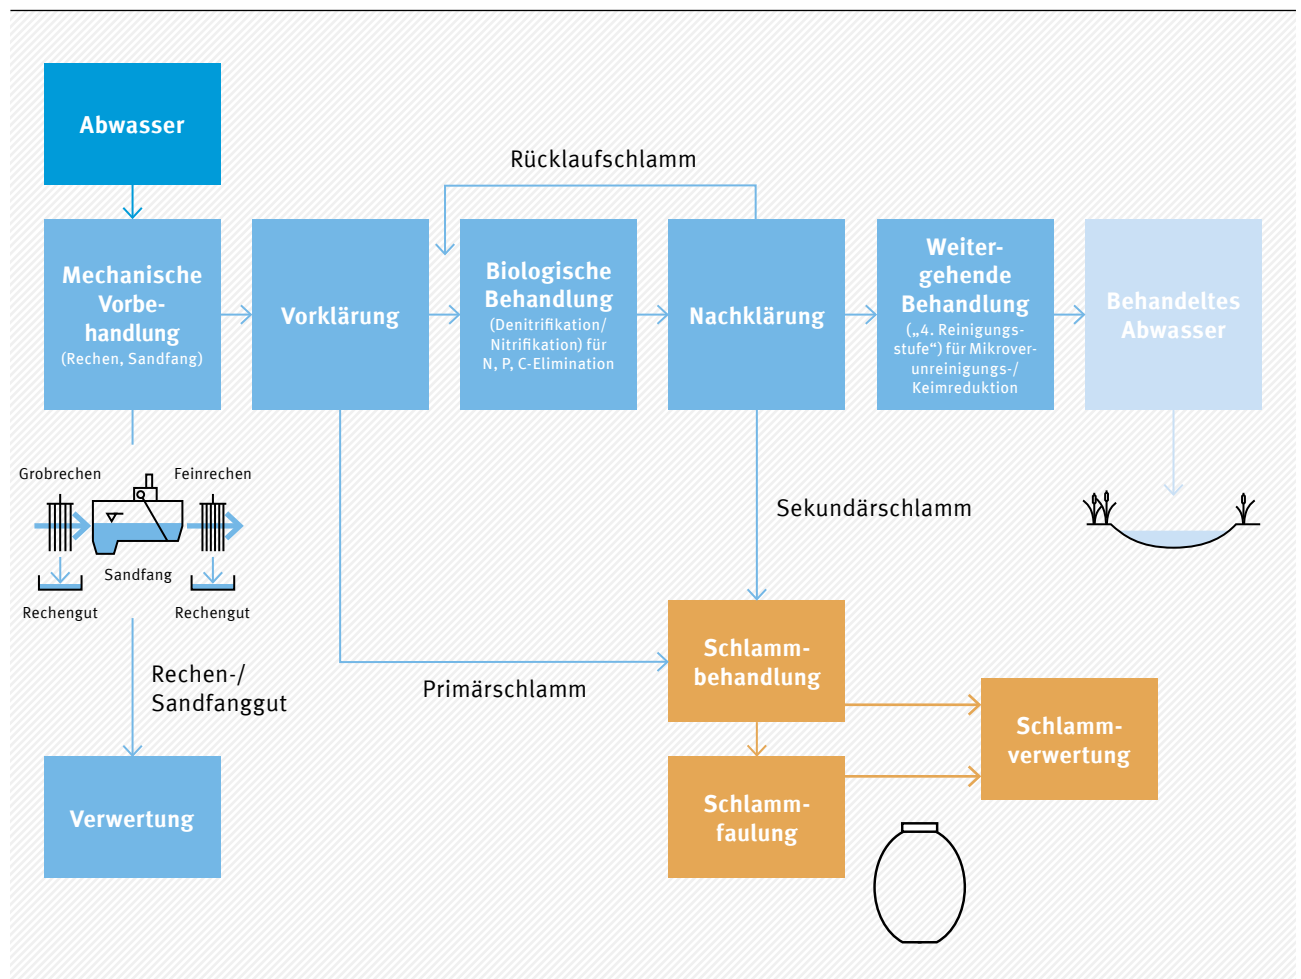 Abwasser
Rücklaufschlamm
Mechanische
Vorbe-
handlung
(Rechen, Sandfang)
Vorklärung
Biologische
Behandlung
(Denitrifikation/
Nitrifikation) für
N, P, C-Elimination
Nachklärung
Weiter-
gehende
Behandlung
(„4. Reinigungs-
stufe“) für Mikrover-
unreinigungs-/
Keimreduktion
Behandeltes
Abwasser
Grobrechen
Feinrechen
Sandfang
Rechengut
Rechengut
Sekundärschlamm
Rechen-/
Sandfanggut
Primärschlamm
Schlamm-
behandlung
Schlamm-
verwertung
Verwertung
Schlamm-
faulung